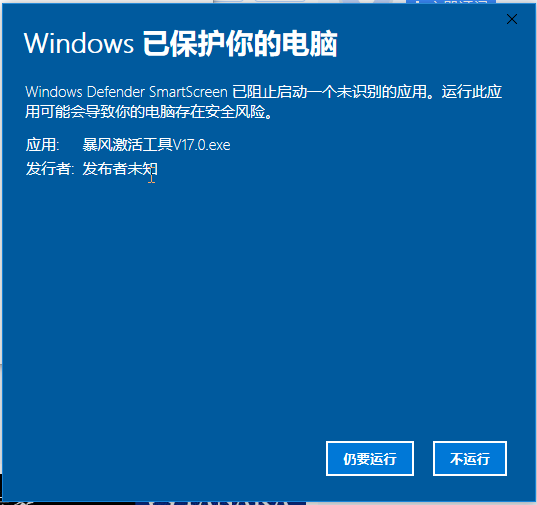 Windows 已保护你的电脑
Windows Defender SmartScreen 已阻止启动一个未识别的应用。运行此应
用可能会导致你的电脑存在安全风险。
应用: 暴风激活工具V17.0.exe
发行者: 发布者未知
仍要运行
不运行